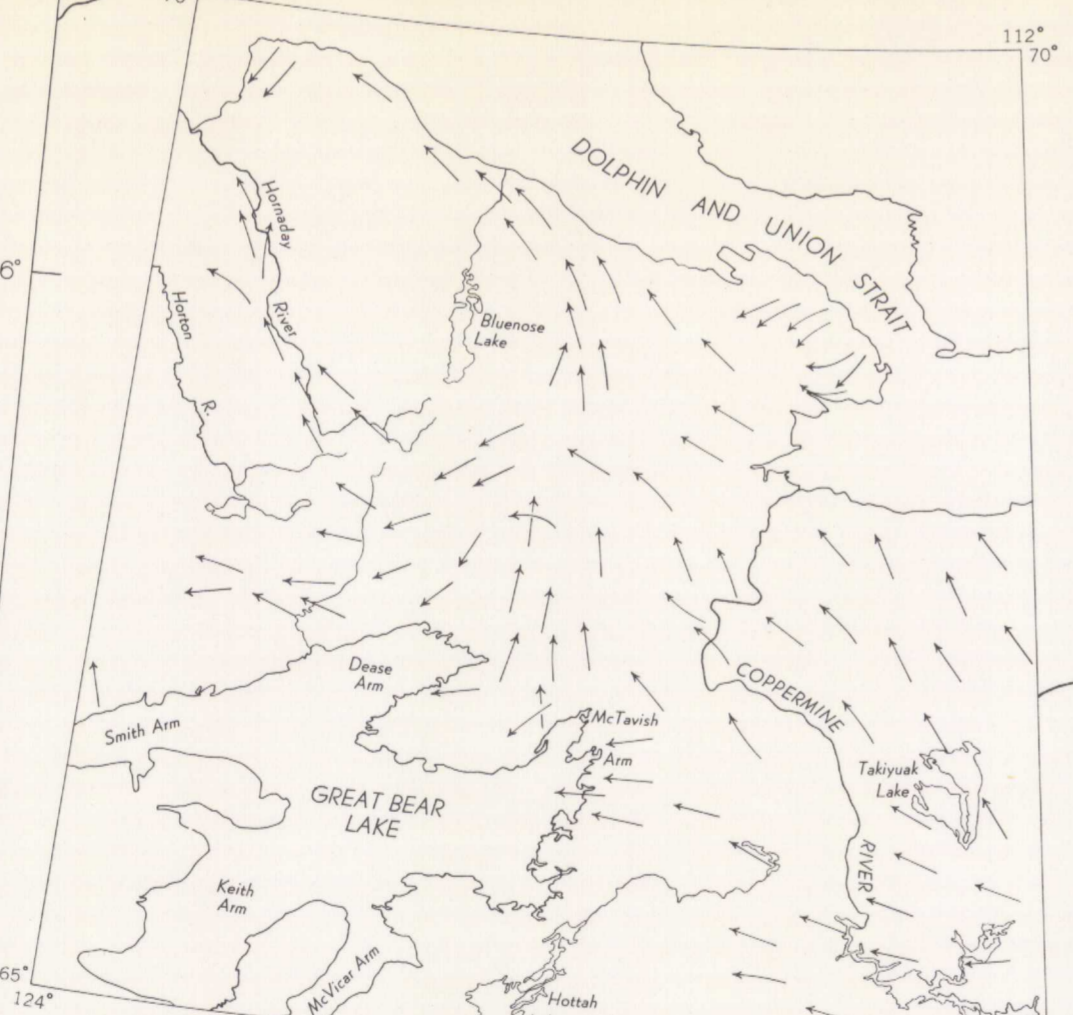 112°
70°
DOLPHIN AND UNION STRAIT
Hornaday
River
6°
Horton
R.
Bluenose
Lake
Dease
Arm
Smith Arm
McTavish
Arm
COPPERMINE
RIVER
Takiyuak
Lake
GREAT BEAR
LAKE
Keith
Arm
McVicar Arm
Hottah
65°
124°